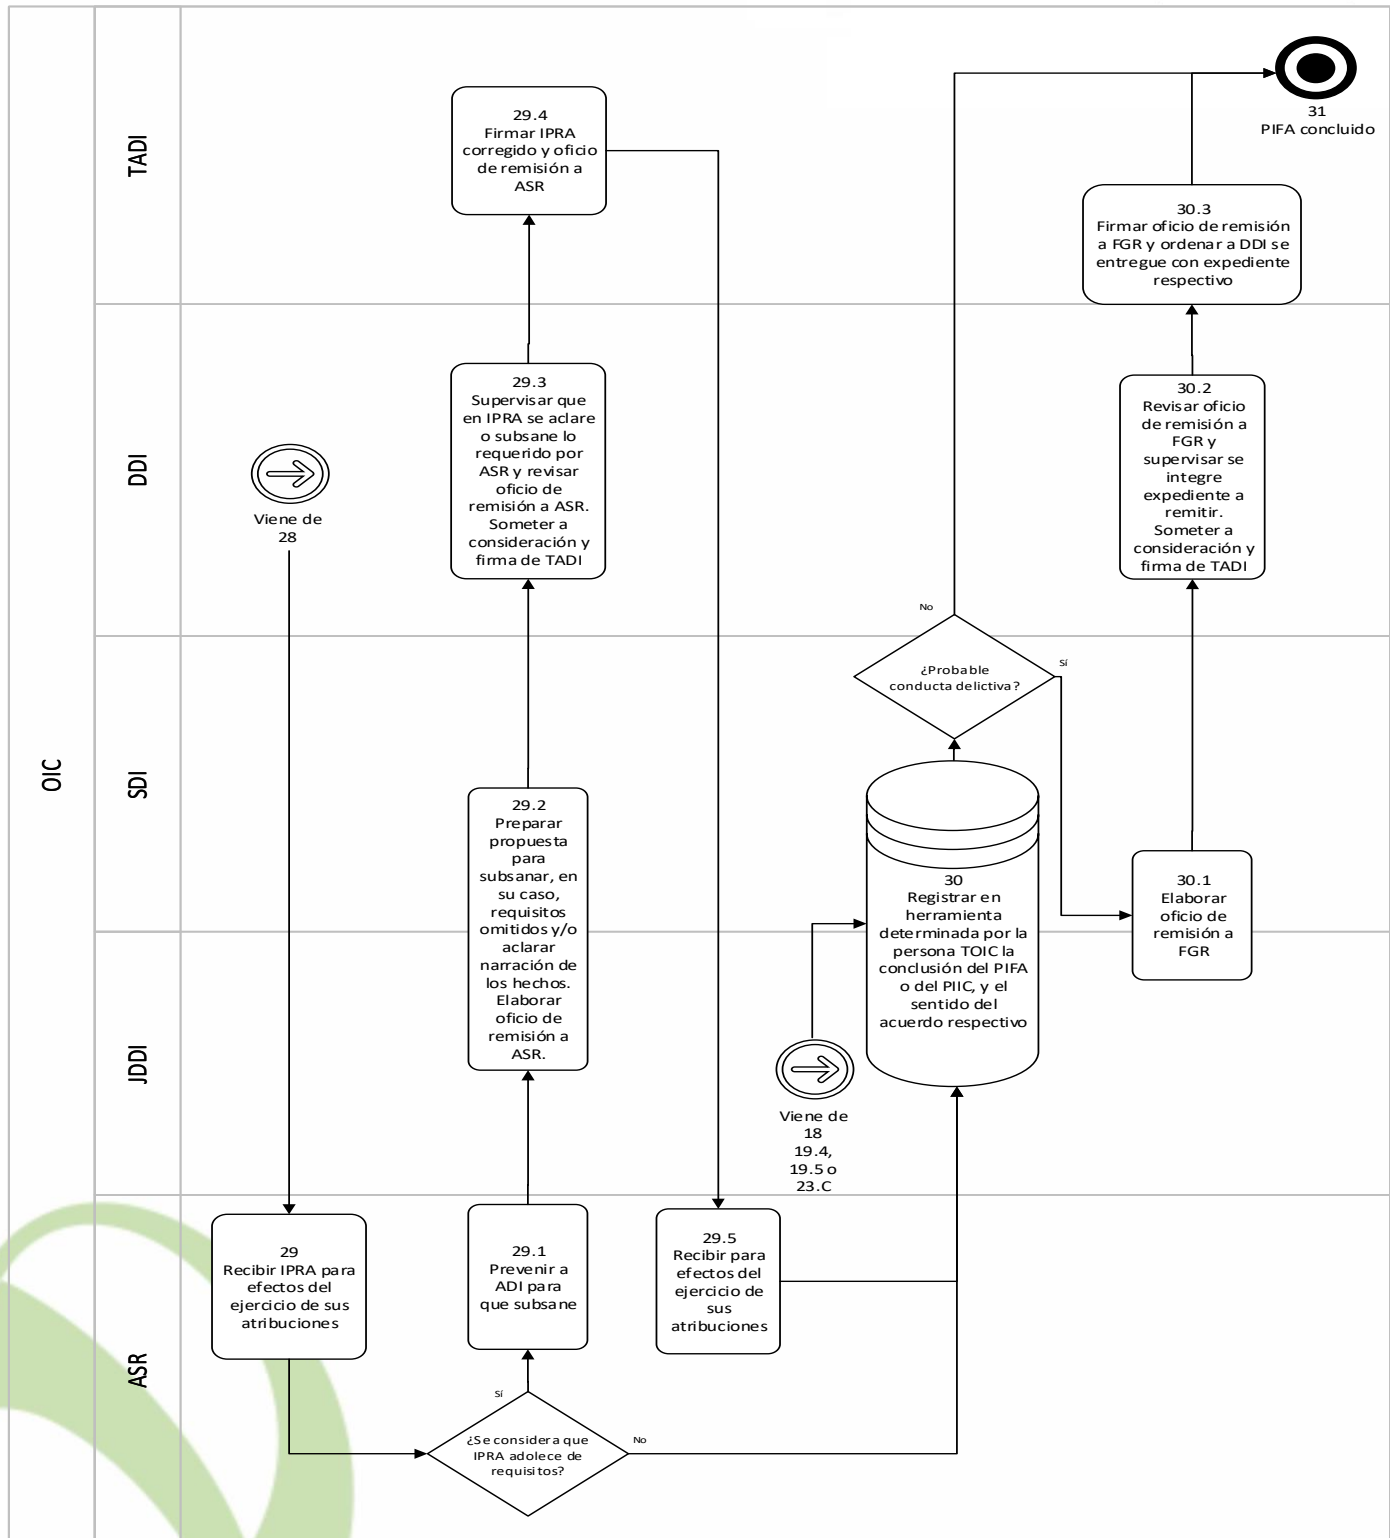 OIC
TADI
DDI
SDI
JDDI
ASR
31
PIFA concluido
29.4
Firmar IPRA
corregido y oficio
de remisión a
ASR
30.3
Firmar oficio de remisión
a FGR y ordenar a DDI se
entregue con expediente
respectivo
Viene de
28
29.3
Supervisar que
en IPRA se aclare
o subsane lo
requerido por
ASR y revisar
oficio de
remisión a ASR.
Someter a
consideración y
firma de TADI
30.2
Revisar oficio
de remisión a
FGR y
supervisar se
integre
expediente a
remitir.
Someter a
consideración y
firma de TADI
No
¿Probable
conducta delictiva?
Sí
29.2
Preparar
propuesta
para
subsanar, en
su caso,
requisitos
omitidos y/o
aclarar
narración de
los hechos.
Elaborar
oficio de
remisión a
ASR.
30
Registrar en
herramienta
determinada por la
persona TOIC la
conclusión del PIFA
o del PIIC, y el
sentido del
acuerdo respectivo
30.1
Elaborar
oficio de
remisión a
FGR
Viene de
18
19.4,
19.5 o
23.C
29
Recibir IPRA para
efectos del
ejercicio de sus
atribuciones
29.1
Prevenir a
ADI para
que subsane
29.5
Recibir para
efectos del
ejercicio de
sus
atribuciones
Sí
¿Se considera que
IPRA adolece de
requisitos?
No